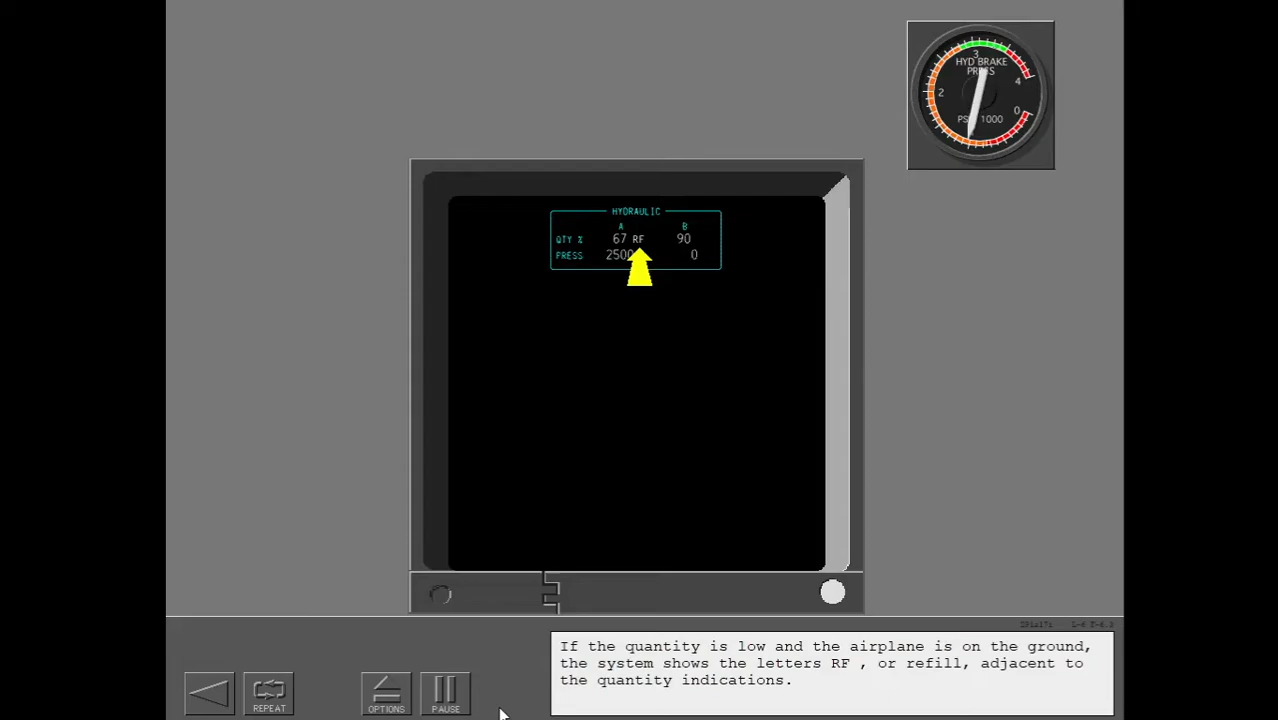 HYD BRAKE
PRESS
3
4
2
0
PSI 1000
HYDRAULIC
A B
QTY % 67 RF 90
PRESS 2500 0
If the quantity is low and the airplane is on the ground,
the system shows the letters RF , or refill, adjacent to
the quantity indications.
REPEAT
OPTIONS
PAUSE